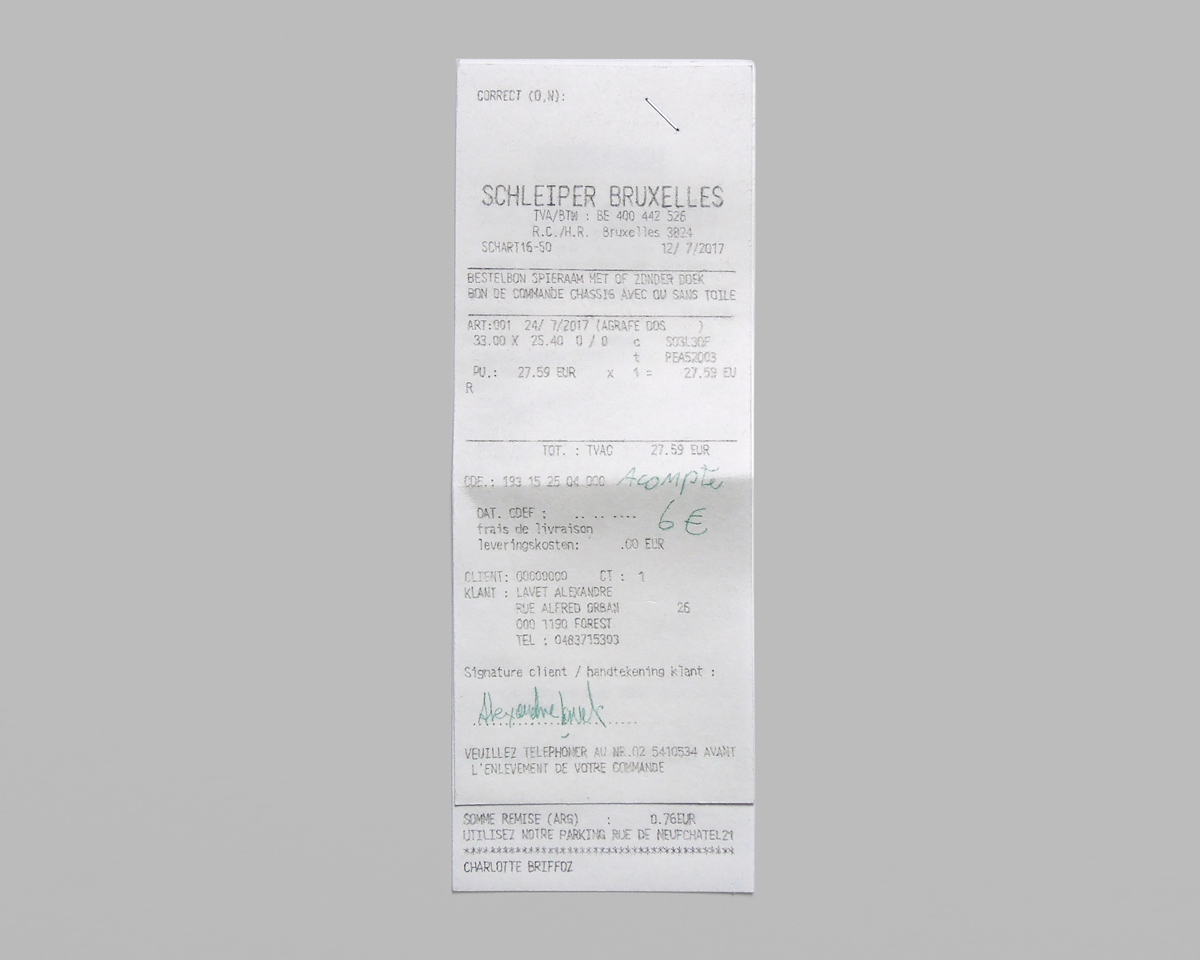 CORRECT (O,N):
SCHLEIPER BRUXELLES
TVA/BTW : BE 400 442 526
R.C./H.R. Bruxelles 3824
SCHART16-50 12/ 7/2017
BESTELBON SPIERAAM MET OF ZONDER DOEK
BON DE COMMANDE CHASSIS AVEC OU SANS TOILE
ART:001 24/ 7/2017 (AGRAFE DOS )
33.00 X 25.40 0 / 0 c SO3L30F
t PEA52003
PU.: 27.59 EUR x 1 = 27.59 EU
R
TOT. : TVAC 27.59 EUR
CDE.: 193 15 25 04 000 Acompte
6 €
DAT. CDEF : .. .. ....
frais de livraison
leveringskosten: .00 EUR
CLIENT: 00000000 CT : 1
KLANT : LAVET ALEXANDRE
RUE ALFRED ORBAN 26
000 1190 FOREST
TEL : 0483715303
Signature client / handtekening klant :
Alexandre Lavet
VEUILLEZ TELEPHONER AU NR.02 5410534 AVANT
L'ENLEVEMENT DE VOTRE COMMANDE
SOMME REMISE (ARG) : 0.76EUR
UTILISEZ NOTRE PARKING RUE DE NEUFCHATEL21
******************************************
CHARLOTTE BRIFFOZ